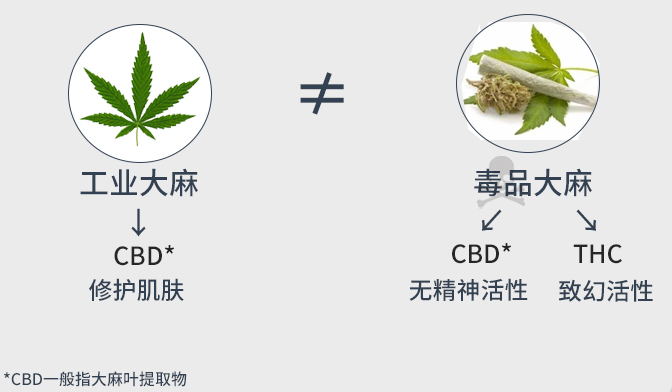 ≠
工业大麻
毒品大麻
↓
↙ ↘
CBD*
CBD* THC
修护肌肤
无精神活性 致幻活性
*CBD一般指大麻叶提取物